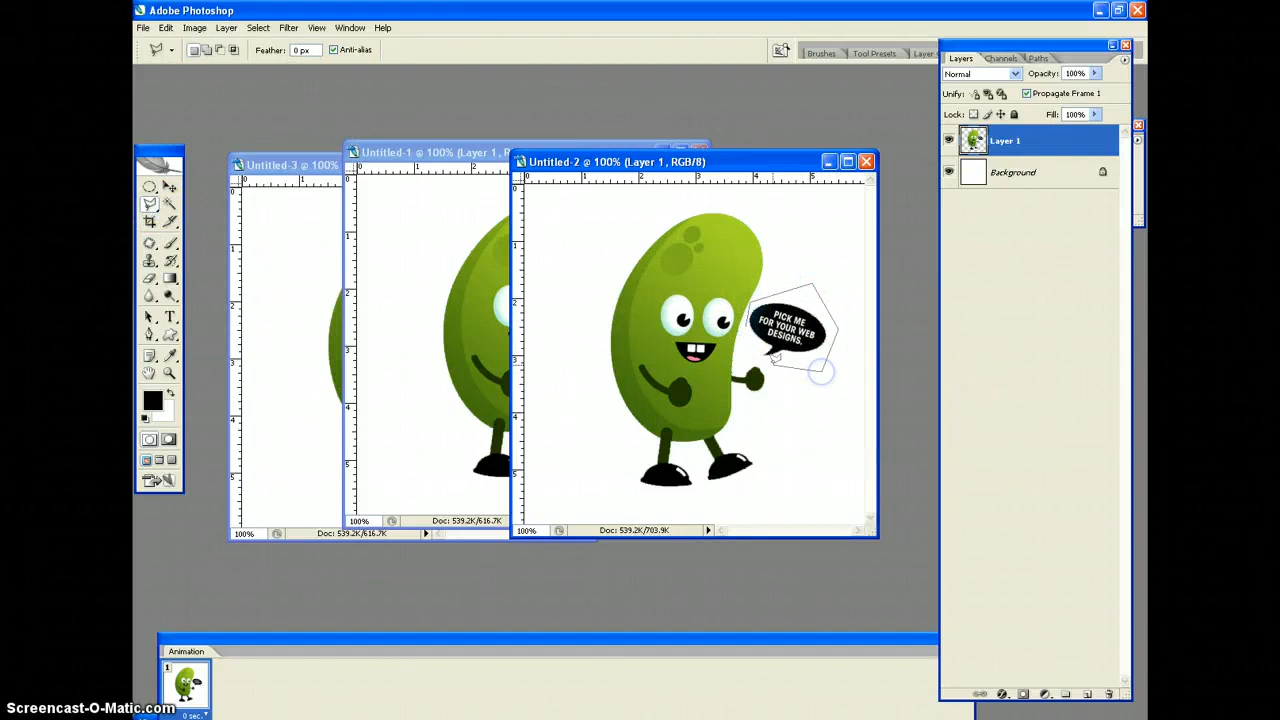 Adobe Photoshop
File Edit Image Layer Select Filter View Window Help
Feather: 0 px Anti-alias
Brushes Tool Presets Layer
Layers Channels Paths
Normal Opacity: 100%
Unify: Propagate Frame 1
Lock: Fill: 100%
Layer 1
Background
Untitled-3 @ 100%
Untitled-1 @ 100% (Layer 1, R
Untitled-2 @ 100% (Layer 1, RGB/8)
PICK ME
FOR YOUR WEB
DESIGNS.
100% Doc: 539.2K/616.7K
100% Doc: 539.2K/616.7K
100% Doc: 539.2K/703.9K
Animation
1
0 sec.
Screencast-O-Matic.com